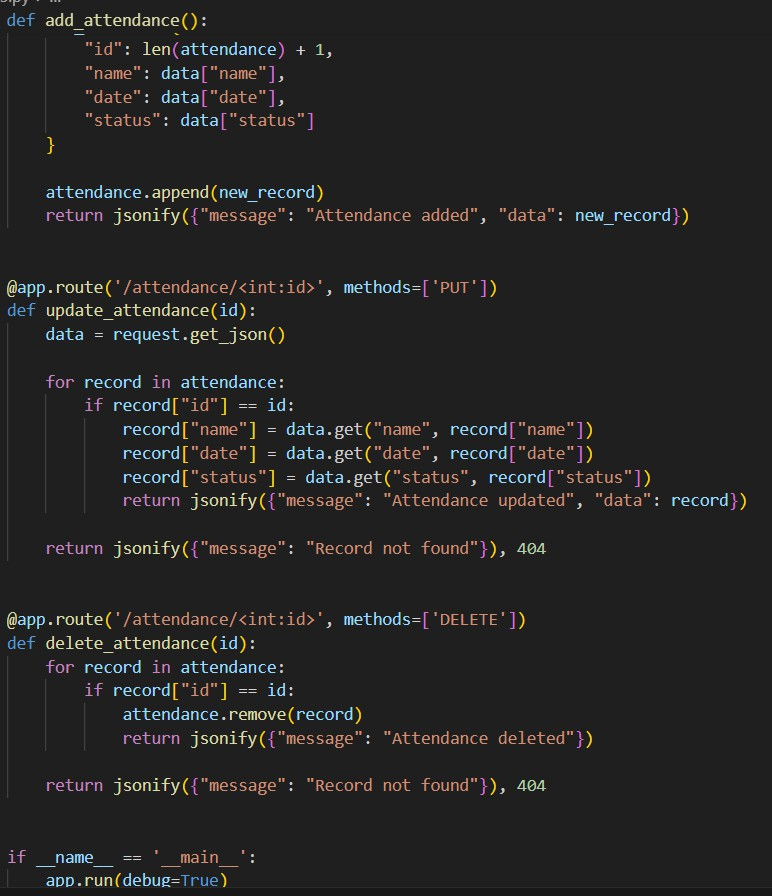 def add_attendance():
        "id": len(attendance) + 1,
        "name": data["name"],
        "date": data["date"],
        "status": data["status"]
    }

    attendance.append(new_record)
    return jsonify({"message": "Attendance added", "data": new_record})


@app.route('/attendance/<int:id>', methods=['PUT'])
def update_attendance(id):
    data = request.get_json()

    for record in attendance:
        if record["id"] == id:
            record["name"] = data.get("name", record["name"])
            record["date"] = data.get("date", record["date"])
            record["status"] = data.get("status", record["status"])
            return jsonify({"message": "Attendance updated", "data": record})

    return jsonify({"message": "Record not found"}), 404


@app.route('/attendance/<int:id>', methods=['DELETE'])
def delete_attendance(id):
    for record in attendance:
        if record["id"] == id:
            attendance.remove(record)
            return jsonify({"message": "Attendance deleted"})

    return jsonify({"message": "Record not found"}), 404


if __name__ == '__main__':
    app.run(debug=True)